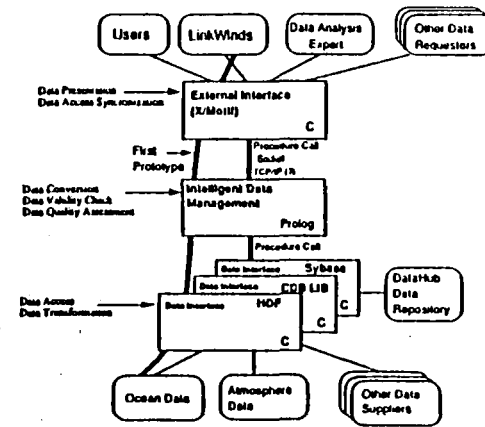 Users
LinkWinds
Data Analysis
Expert
Other Data
Requesters
Data Presentation
Data Access Synchronization
External Interface
(X/Motif)
C
First
Prototype
Procedure Call
Socket
TCP/IP
Data Conversion
Data Validity Check
Data Quality Assessment
Intelligent Data
Management
Prolog
Procedure Call
Data Interface
Sybase
Data Interface
CDB LIB
Data Access
Data Transformation
Data Interface
HDF
C
C
C
DataHub
Data
Repository
Ocean Data
Atmosphere
Data
Other Data
Suppliers